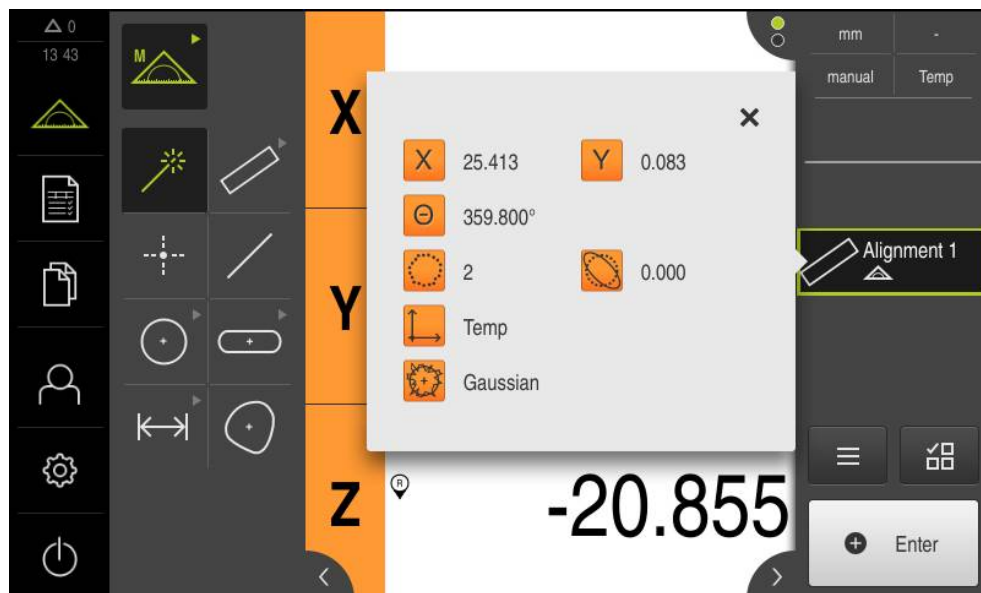 0
13 43
M
X
Y
Z
R
-20.855
X 25.413 Y 0.083
Θ 359.800°
2 0.000
Temp
Gaussian
mm -
manual Temp
Alignment 1
Enter